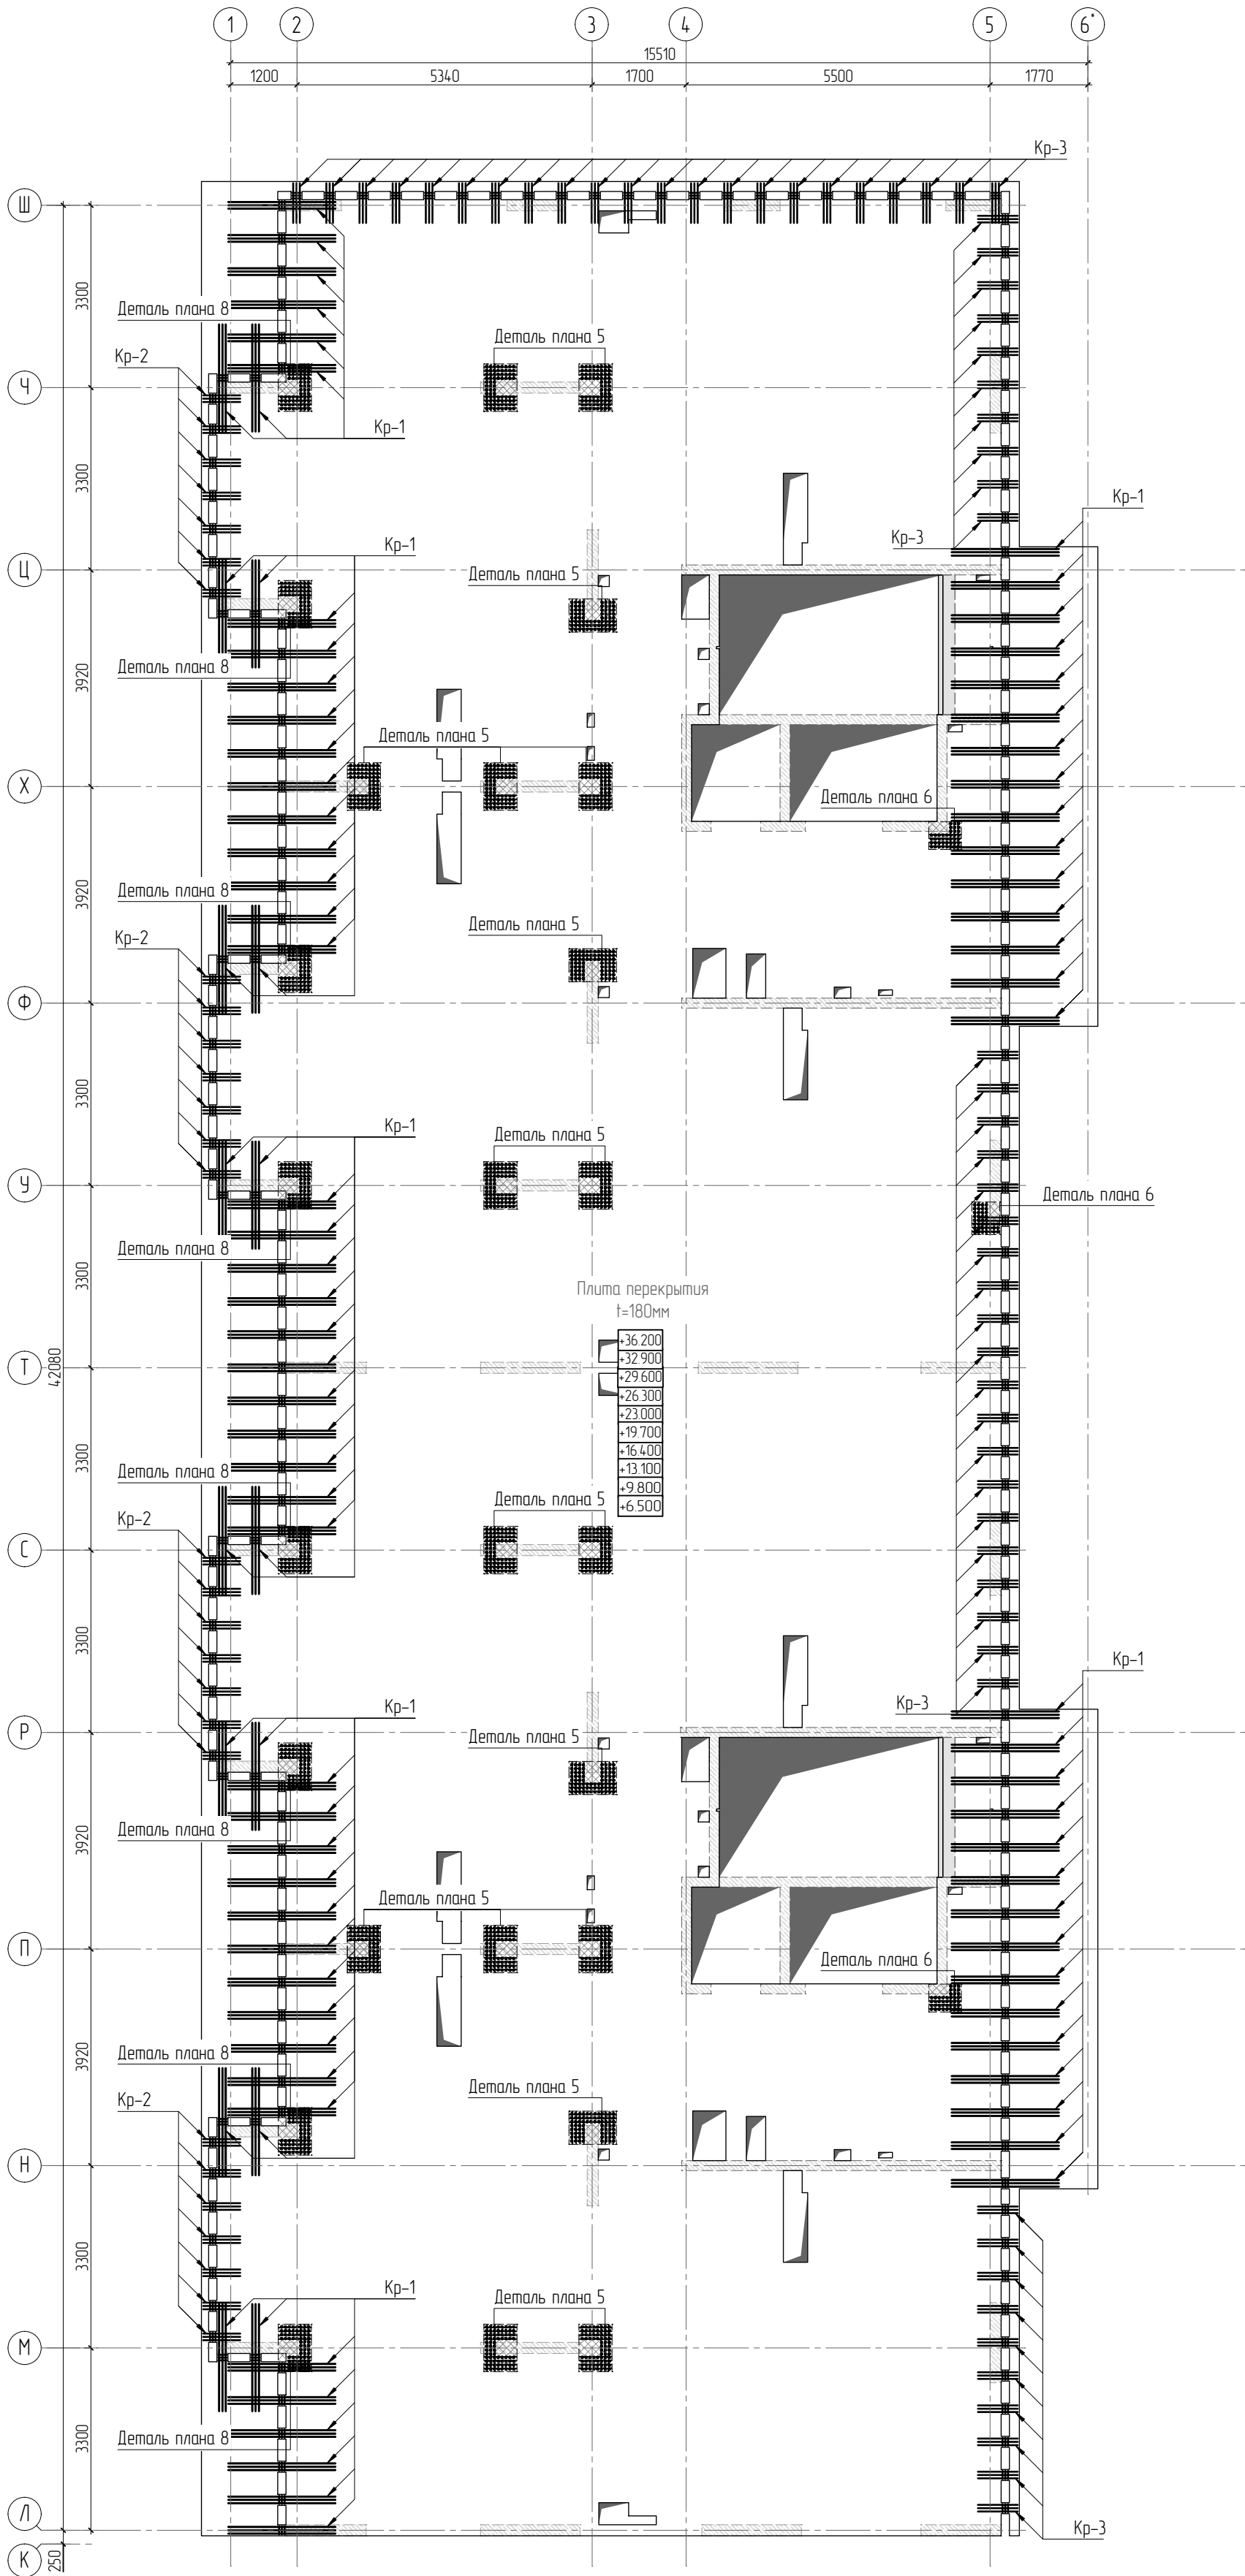 1
2
3
4
5
6*
15510
1200
5340
1700
5500
1770
Кр-3
Ш
3300
Деталь плана 8
Деталь плана 5
Кр-2
Ч
Кр-1
3300
Кр-1
Кр-1
Кр-3
Ц
Деталь плана 5
Деталь плана 8
3920
Деталь плана 5
Х
Деталь плана 6
Деталь плана 8
3920
Деталь плана 5
Кр-2
Ф
3300
Кр-1
Деталь плана 5
У
Деталь плана 6
Деталь плана 8
3300
Плита перекрытия
t=180мм
+36.200
+32.900
+29.600
+26.300
+23.000
+19.700
+16.400
+13.100
+9.800
+6.500
Т
42080
3300
Деталь плана 8
Деталь плана 5
Кр-2
С
3300
Кр-1
Кр-1
Кр-3
Р
Деталь плана 5
Деталь плана 8
3920
Деталь плана 5
П
Деталь плана 6
3920
Деталь плана 8
Деталь плана 5
Кр-2
Н
3300
Кр-1
Деталь плана 5
М
3300
Деталь плана 8
Л
Кр-3
К
250